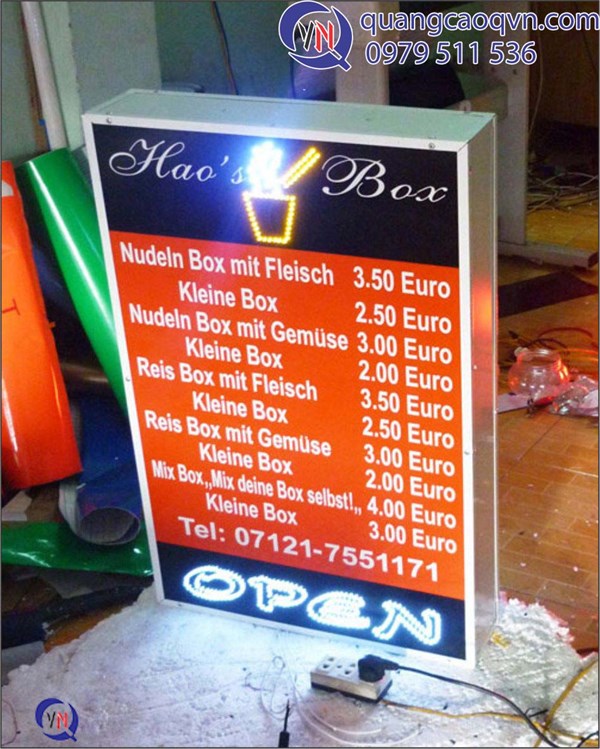 VN
quangcaoqvn.com
0979 511 536
Hao's Box
Nudeln Box mit Fleisch 3.50 Euro
Kleine Box 2.50 Euro
Nudeln Box mit Gemüse 3.00 Euro
Kleine Box 2.00 Euro
Reis Box mit Fleisch 3.50 Euro
Kleine Box 2.50 Euro
Reis Box mit Gemüse 3.00 Euro
Kleine Box 2.00 Euro
Mix Box„Mix deine Box selbst!„ 4.00 Euro
Kleine Box 3.00 Euro
Tel: 07121-7551171
OPEN
VN